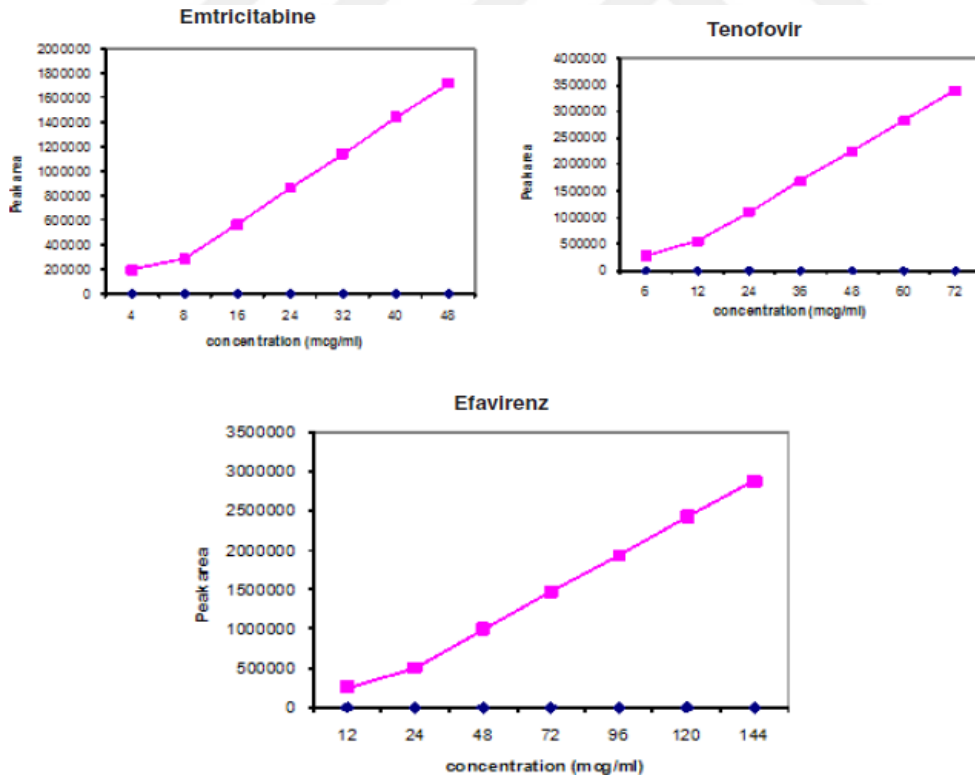 Emtricitabine
2000000
1800000
1600000
1400000
1200000
1000000
800000
600000
400000
200000
0
Peak area
4 8 16 24 32 40 48
concentration (mcg/ml)
Tenofovir
4000000
3500000
3000000
2500000
2000000
1500000
1000000
500000
0
Peak area
6 12 24 36 48 60 72
concentration (mcg/ml)
Efavirenz
3500000
3000000
2500000
2000000
1500000
1000000
500000
0
Peak area
12 24 48 72 96 120 144
concentration (mcg/ml)